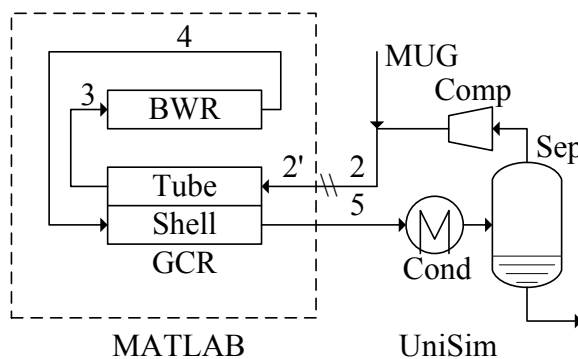 4
MUG
Comp
3
BWR
Sep
2' 2
Tube
5
Shell
GCR
Cond
MATLAB
UniSim